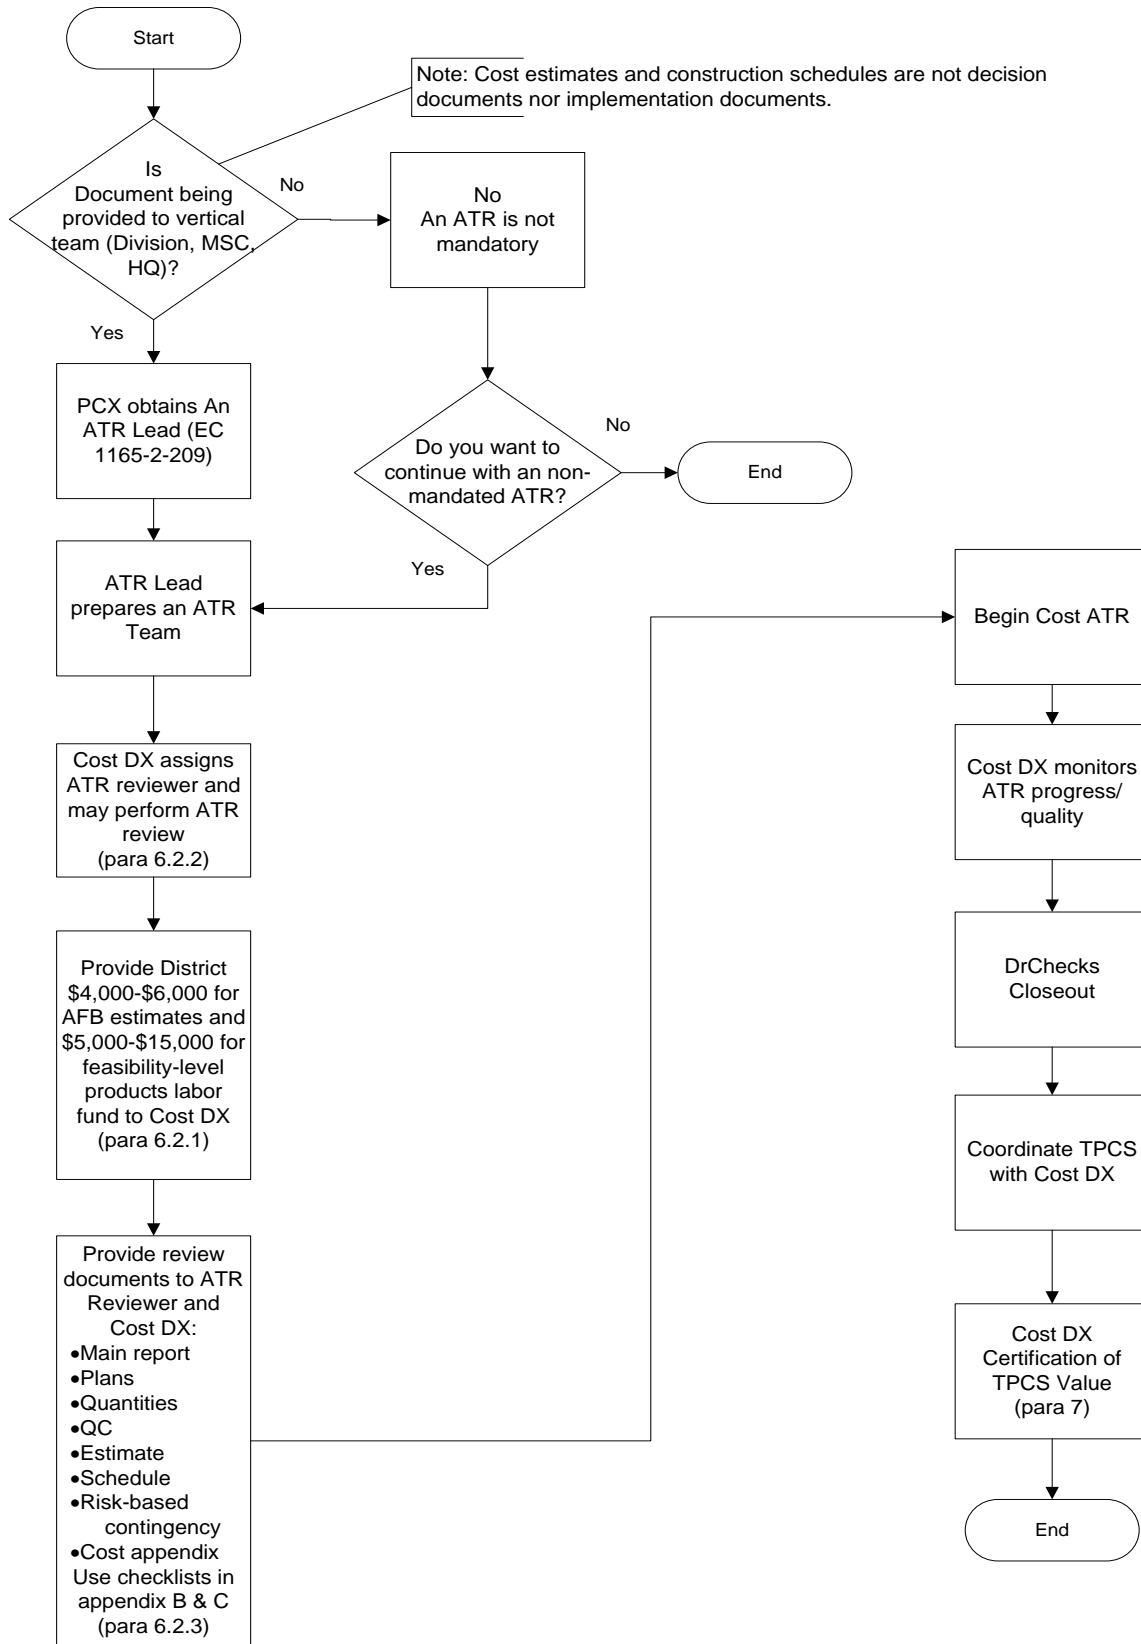 Start
Note: Cost estimates and construction schedules are not decision
documents nor implementation documents.
Is
Document being
provided to vertical
team (Division, MSC,
HQ)?
No
No
An ATR is not
mandatory
Yes
PCX obtains An
ATR Lead (EC
1165-2-209)
Do you want to
continue with an non-
mandated ATR?
No
End
Yes
ATR Lead
prepares an ATR
Team
Cost DX assigns
ATR reviewer and
may perform ATR
review
(para 6.2.2)
Provide District
$4,000-$6,000 for
AFB estimates and
$5,000-$15,000 for
feasibility-level
products labor
fund to Cost DX
(para 6.2.1)
Provide review
documents to ATR
Reviewer and
Cost DX:
•Main report
•Plans
•Quantities
•QC
•Estimate
•Schedule
•Risk-based
contingency
•Cost appendix
Use checklists in
appendix B & C
(para 6.2.3)
Begin Cost ATR
Cost DX monitors
ATR progress/
quality
DrChecks
Closeout
Coordinate TPCS
with Cost DX
Cost DX
Certification of
TPCS Value
(para 7)
End